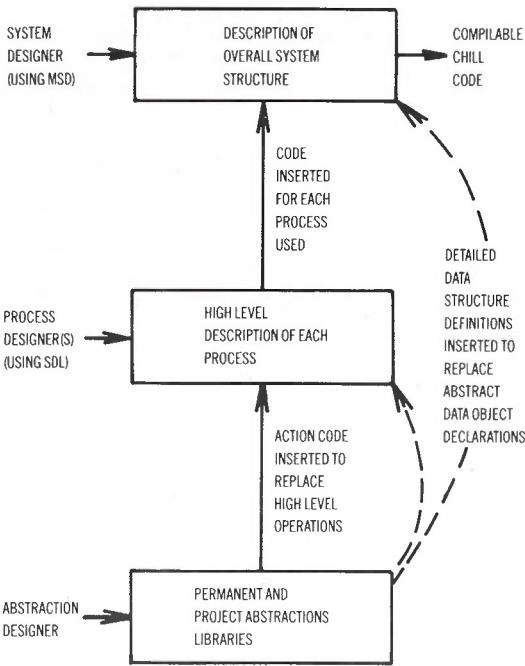 SYSTEM
DESIGNER
(USING MSD)
DESCRIPTION OF
OVERALL SYSTEM
STRUCTURE
COMPILABLE
CHILL
CODE
CODE
INSERTED
FOR EACH
PROCESS
USED
DETAILED
DATA
STRUCTURE
DEFINITIONS
INSERTED TO
REPLACE
ABSTRACT
DATA OBJECT
DECLARATIONS
PROCESS
DESIGNER(S)
(USING SDL)
HIGH LEVEL
DESCRIPTION OF EACH
PROCESS
ACTION CODE
INSERTED TO
REPLACE
HIGH LEVEL
OPERATIONS
ABSTRACTION
DESIGNER
PERMANENT AND
PROJECT ABSTRACTIONS
LIBRARIES